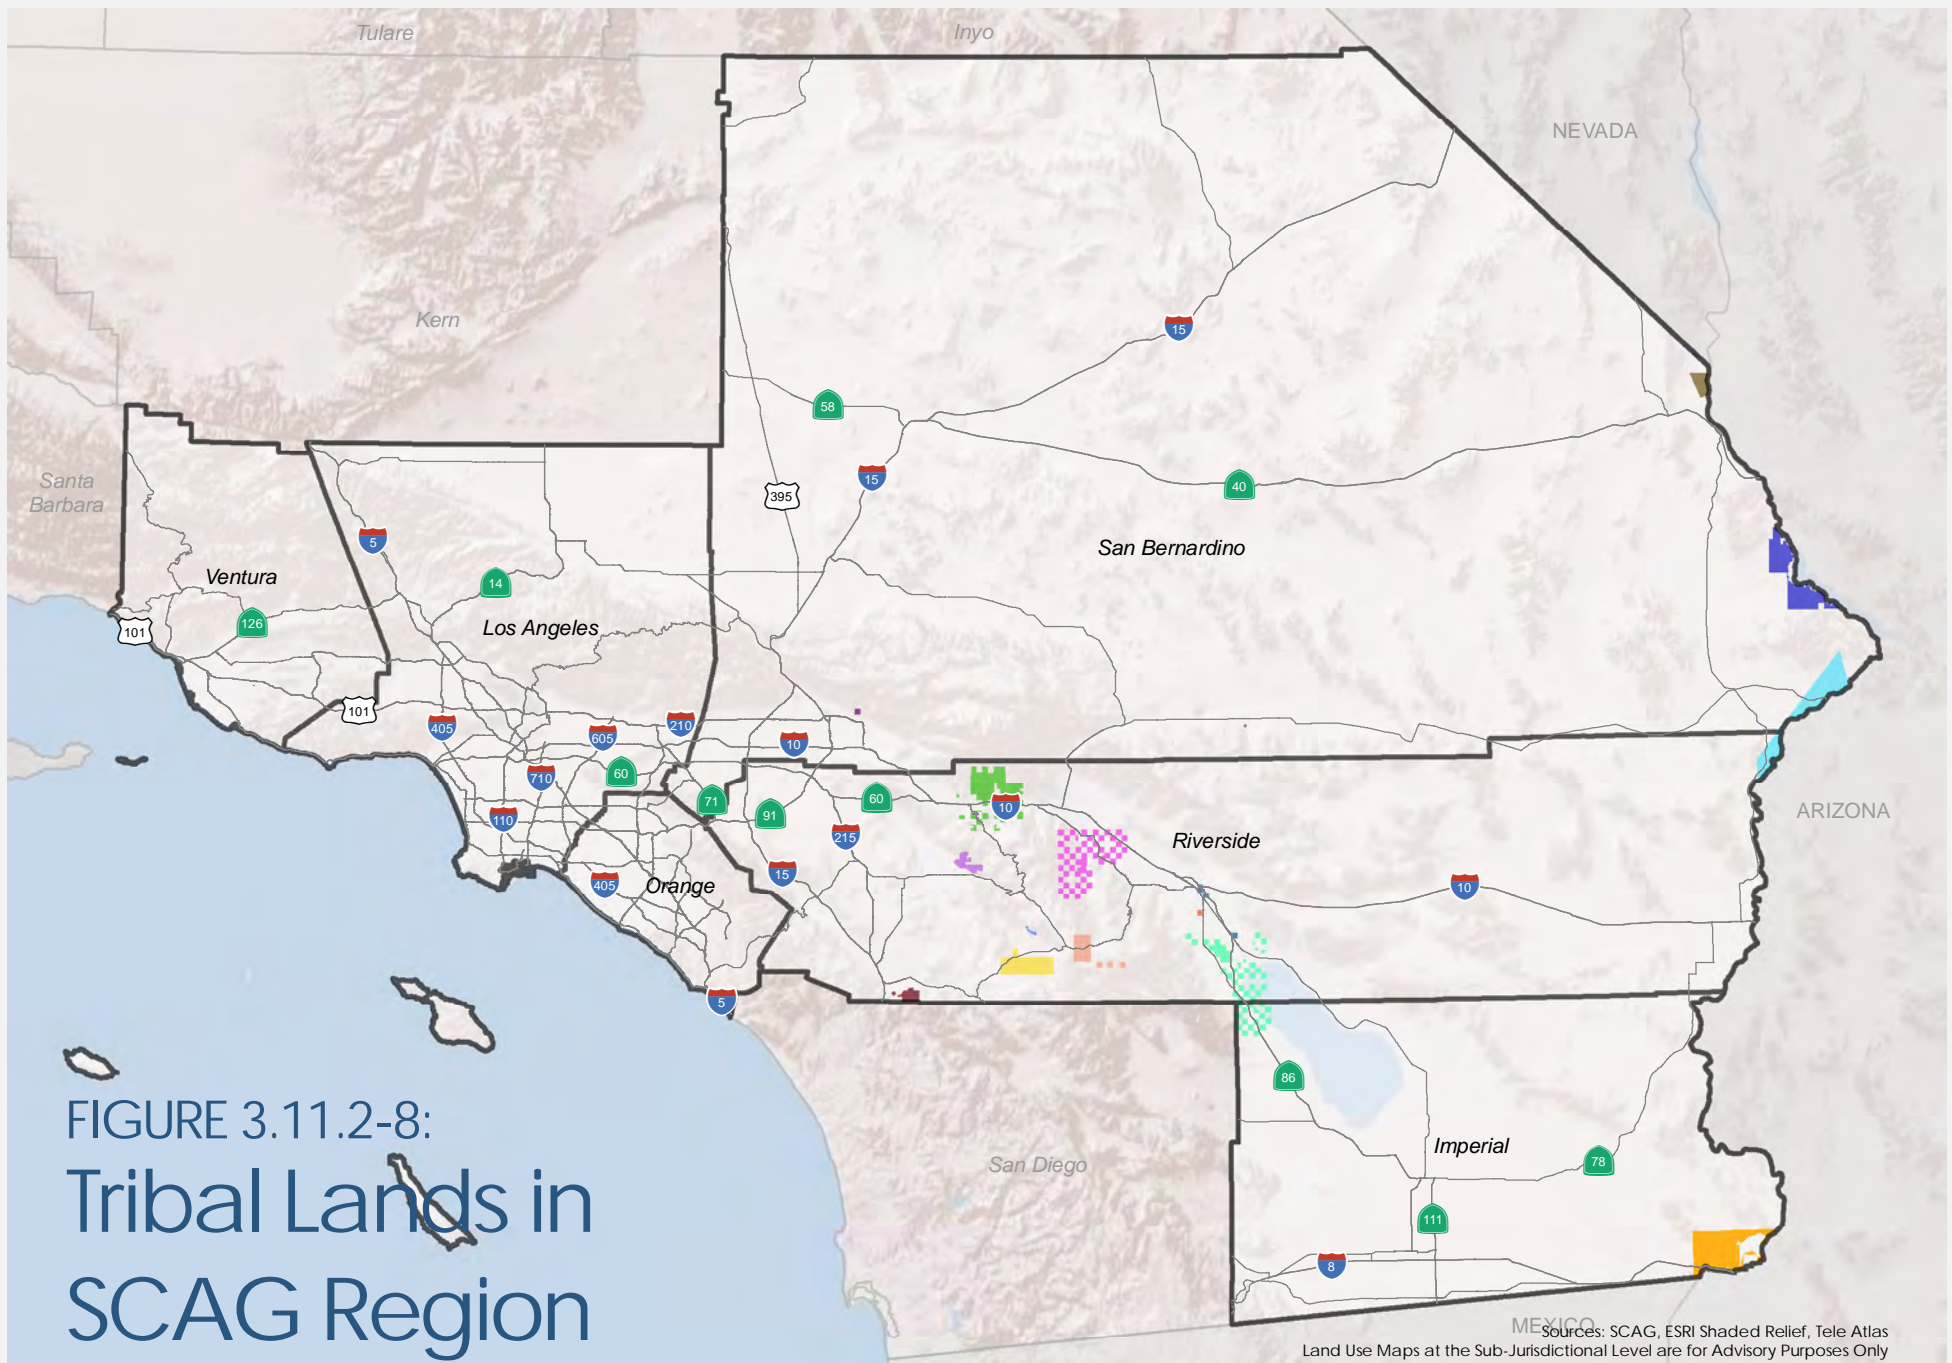 Tulare
Inyo
NEVADA
Kern
15
58
Santa
Barbara
395
15
40
5
San Bernardino
Ventura
14
126
Los Angeles
101
101
405
605
210
10
710
60
71
60
10
91
110
215
ARIZONA
Riverside
15
405
Orange
10
5
86
FIGURE 3.11.2-8:
Tribal Lands in
SCAG Region
San Diego
Imperial
78
111
8
MEXICO
Sources: SCAG, ESRI Shaded Relief, Tele Atlas
Land Use Maps at the Sub-Jurisdictional Level are for Advisory Purposes Only